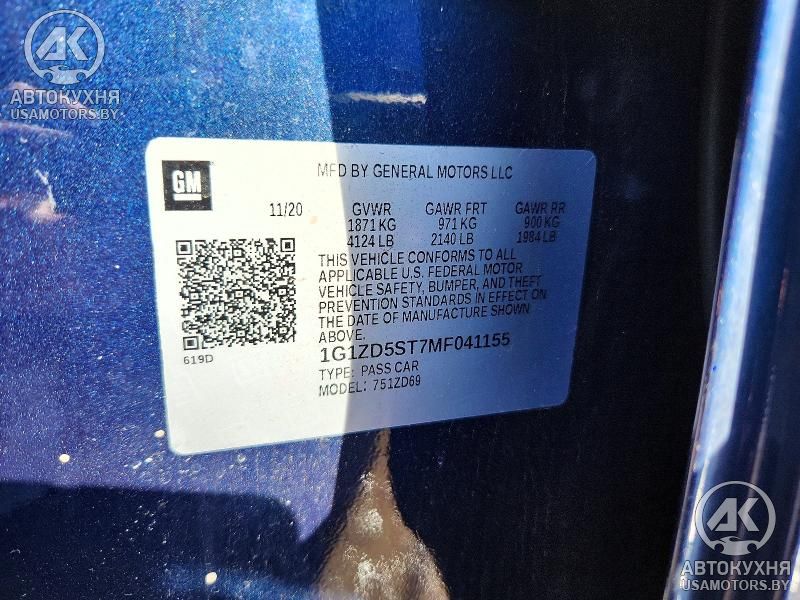 АК
АВТОКУХНЯ
USAMOTORS.BY
GM
MFD BY GENERAL MOTORS LLC
11/20 GVWR GAWR FRT GAWR RR
1871 KG 971 KG 900 KG
4124 LB 2140 LB 1984 LB
THIS VEHICLE CONFORMS TO ALL
APPLICABLE U.S. FEDERAL MOTOR
VEHICLE SAFETY, BUMPER, AND THEFT
PREVENTION STANDARDS IN EFFECT ON
THE DATE OF MANUFACTURE SHOWN
ABOVE.
619D
1G1ZD5ST7MF041155
TYPE: PASS CAR
MODEL: 751ZD69
АК
АВТОКУХНЯ
USAMOTORS.BY